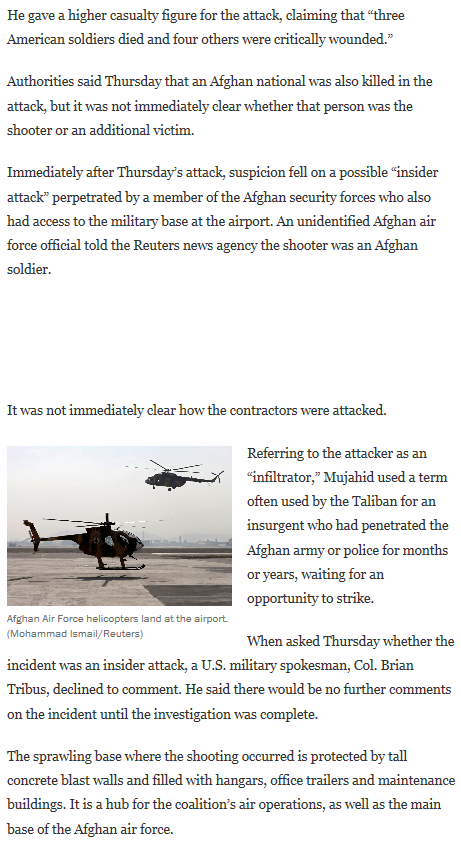 He gave a higher casualty figure for the attack, claiming that “three
American soldiers died and four others were critically wounded.”
Authorities said Thursday that an Afghan national was also killed in the
attack, but it was not immediately clear whether that person was the
shooter or an additional victim.
Immediately after Thursday’s attack, suspicion fell on a possible “insider
attack” perpetrated by a member of the Afghan security forces who also
had access to the military base at the airport. An unidentified Afghan air
force official told the Reuters news agency the shooter was an Afghan
soldier.
It was not immediately clear how the contractors were attacked.
Referring to the attacker as an
“infiltrator,” Mujahid used a term
often used by the Taliban for an
insurgent who had penetrated the
Afghan army or police for months
or years, waiting for an
opportunity to strike.
Afghan Air Force helicopters land at the airport.
(Mohammad Ismail/Reuters)
When asked Thursday whether the
incident was an insider attack, a U.S. military spokesman, Col. Brian
Tribus, declined to comment. He said there would be no further comments
on the incident until the investigation was complete.
The sprawling base where the shooting occurred is protected by tall
concrete blast walls and filled with hangars, office trailers and maintenance
buildings. It is a hub for the coalition’s air operations, as well as the main
base of the Afghan air force.